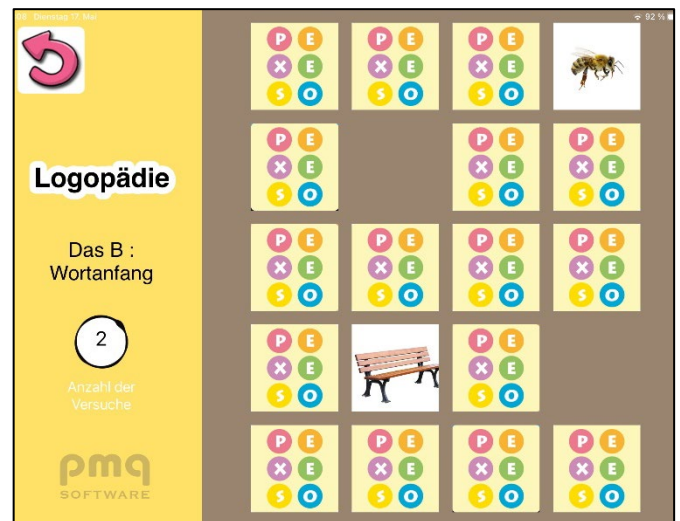 Dienstag 17. Mai
92 %
Logopädie
Das B :
Wortanfang
2
Anzahl der
Versuche
pmq
SOFTWARE
P E P E P E
X E X E X E
S O S O S O
P E P E P E
X E X E X E
S O S O S O
P E P E P E P E
X E X E X E X E
S O S O S O S O
P E P E
X E X E
S O S O
P E P E P E P E
X E X E X E X E
S O S O S O S O